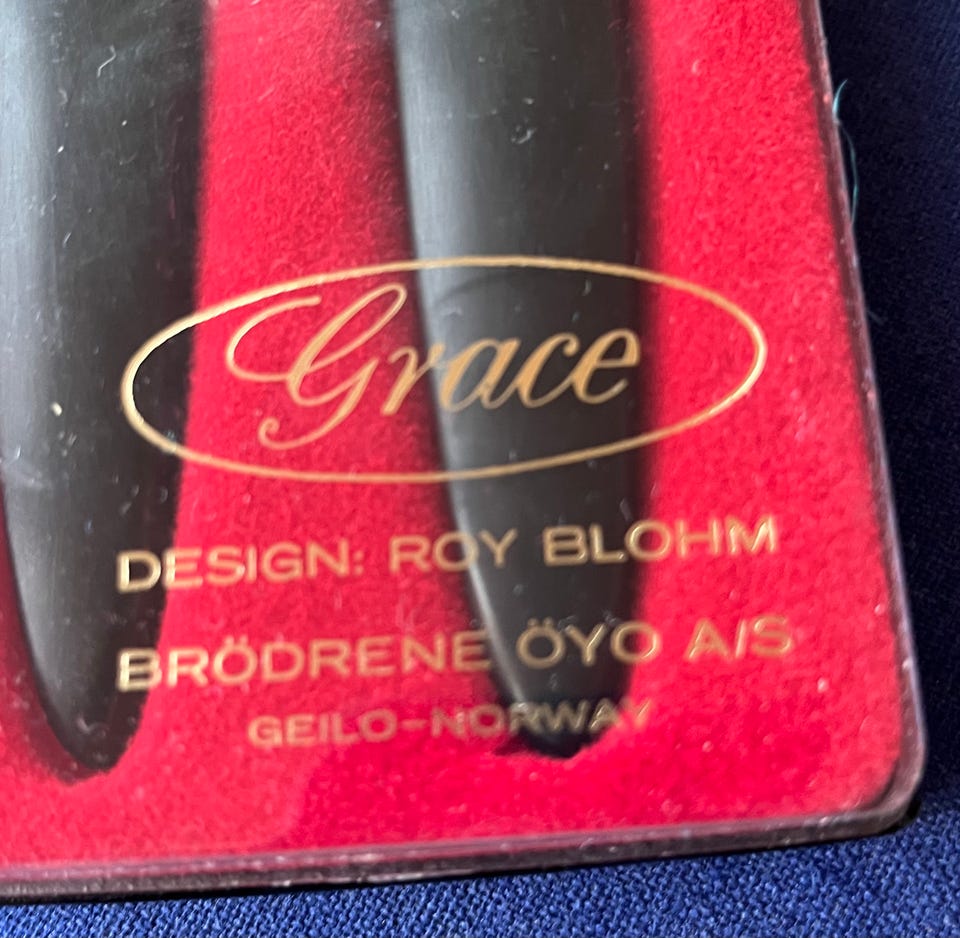 Grace
DESIGN: ROY BLOHM
BRÖDRENE ÖYO A/S
GEILO-NORWAY